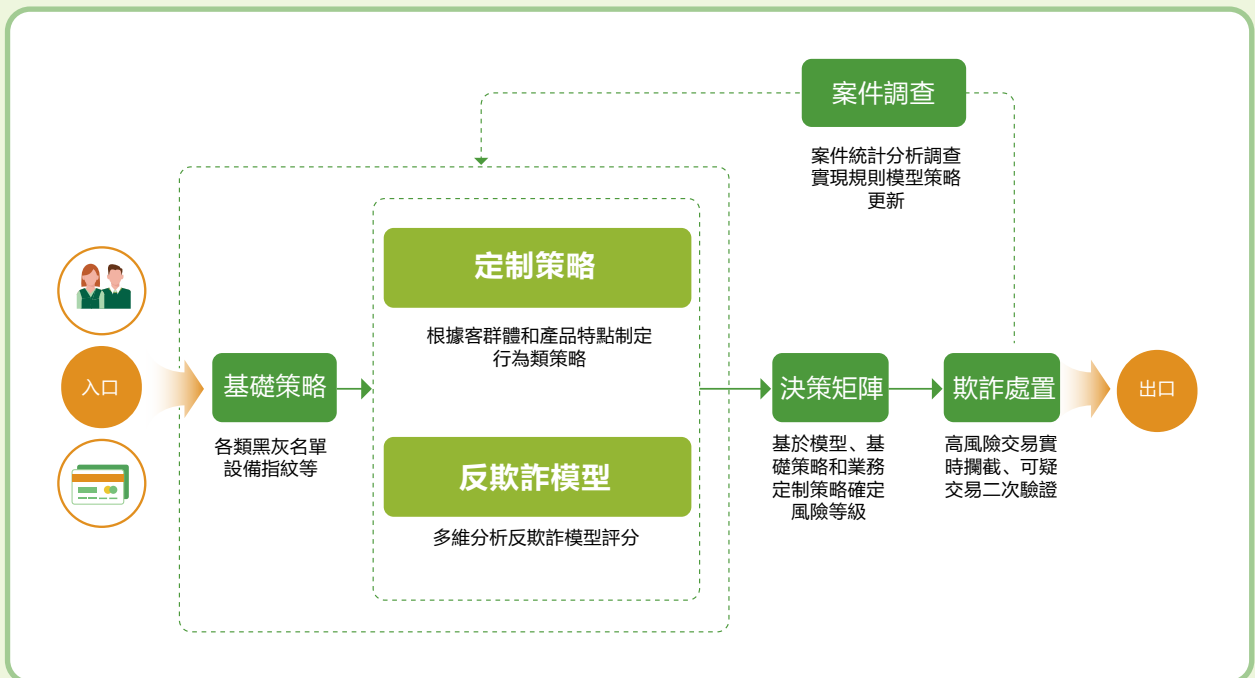 案件調查
案件統計分析調查
實現規則模型策略
更新
定制策略
根據客群體和產品特點制定
行為類策略
入口
基礎策略
各類黑灰名單
設備指紋等
反欺詐模型
多維分析反欺詐模型評分
決策矩陣
基於模型、基
礎策略和業務
定制策略確定
風險等級
欺詐處置
高風險交易實
時攔截、可疑
交易二次驗證
出口